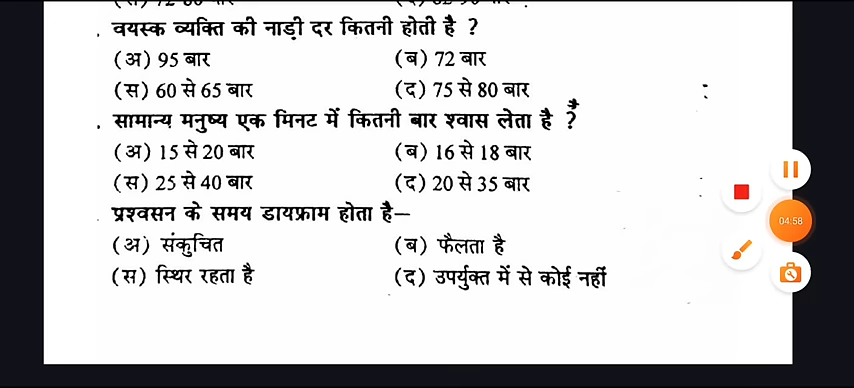 . वयस्क व्यक्ति की नाड़ी दर कितनी होती है ?
(अ) 95 बार (ब) 72 बार
(स) 60 से 65 बार (द) 75 से 80 बार
. सामान्य मनुष्य एक मिनट में कितनी बार श्वास लेता है ?
(अ) 15 से 20 बार (ब) 16 से 18 बार
(स) 25 से 40 बार (द) 20 से 35 बार
प्रश्वसन के समय डायफ्राम होता है—
(अ) संकुचित (ब) फैलता है
(स) स्थिर रहता है (द) उपर्युक्त में से कोई नहीं
04:58